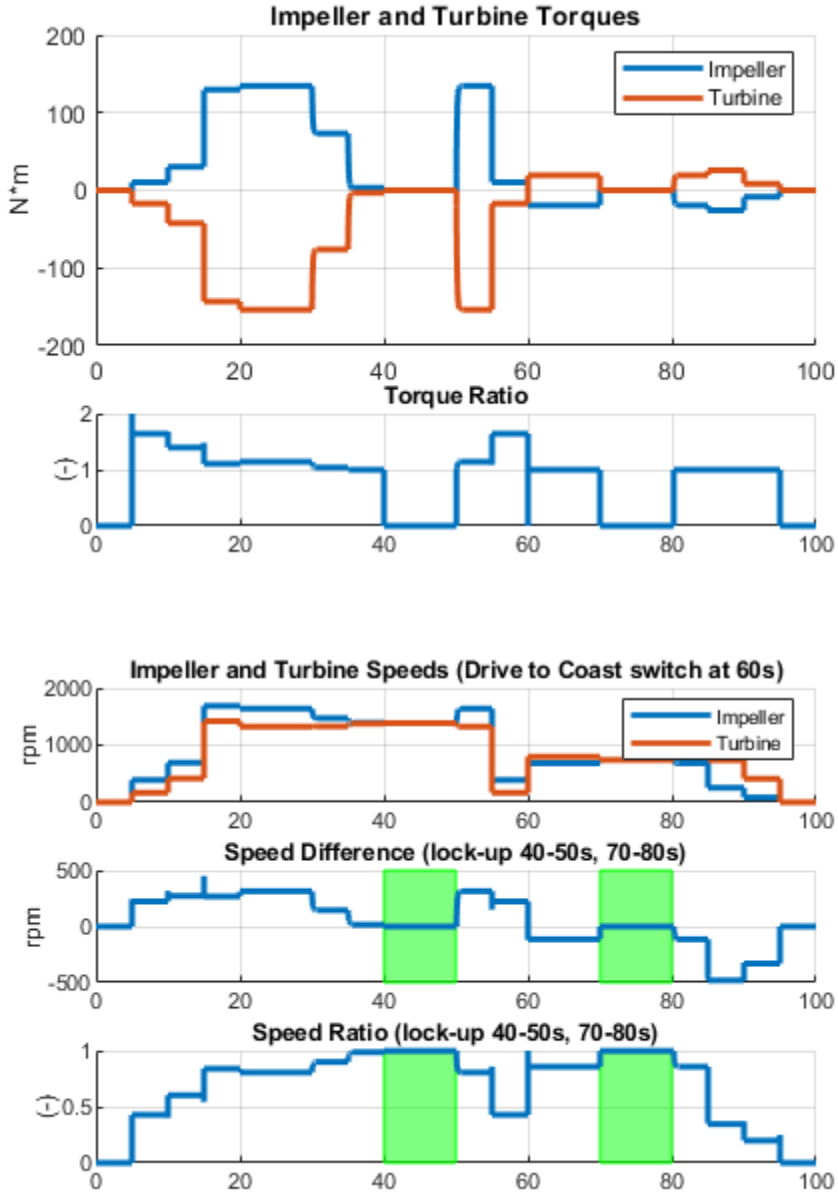 Impeller and Turbine Torques
200
100
0
-100
-200
N*m
Impeller
Turbine
0 20 40 60 80 100
Torque Ratio
2
1
0
(-)
0 20 40 60 80 100
Impeller and Turbine Speeds (Drive to Coast switch at 60s)
2000
1000
0
rpm
Impeller
Turbine
0 20 40 60 80 100
Speed Difference (lock-up 40-50s, 70-80s)
500
0
-500
rpm
0 20 40 60 80 100
Speed Ratio (lock-up 40-50s, 70-80s)
1
0.5
0
(-)
0 20 40 60 80 100